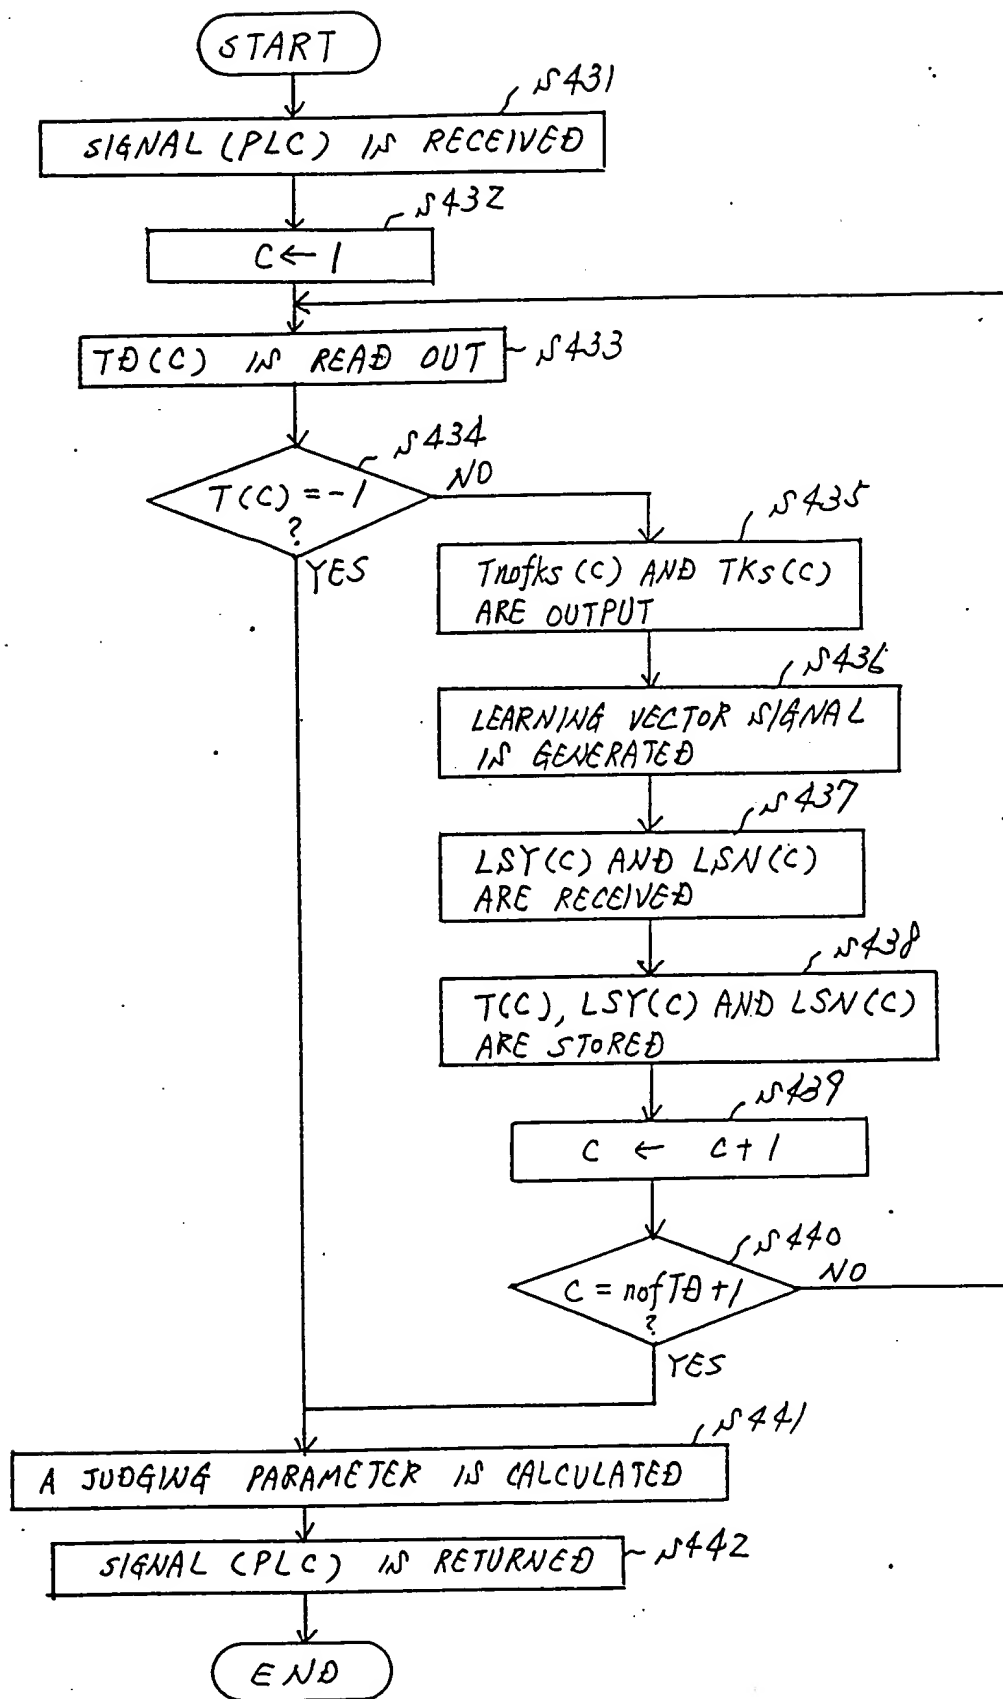 START
S431
SIGNAL (PLC) IS RECEIVED
S432
C ← 1
TD(C) IS READ OUT
S433
S434
T(C) = -1
?
NO
YES
S435
Tnofks (C) AND TKS(C)
ARE OUTPUT
S436
LEARNING VECTOR SIGNAL
IS GENERATED
S437
LSY(C) AND LSN(C)
ARE RECEIVED
S438
T(C), LSY(C) AND LSN(C)
ARE STORED
S439
C ← C + 1
S440
C = nofTD + 1
?
NO
YES
S441
A JUDGING PARAMETER IS CALCULATED
SIGNAL (PLC) IS RETURNED
S442
END